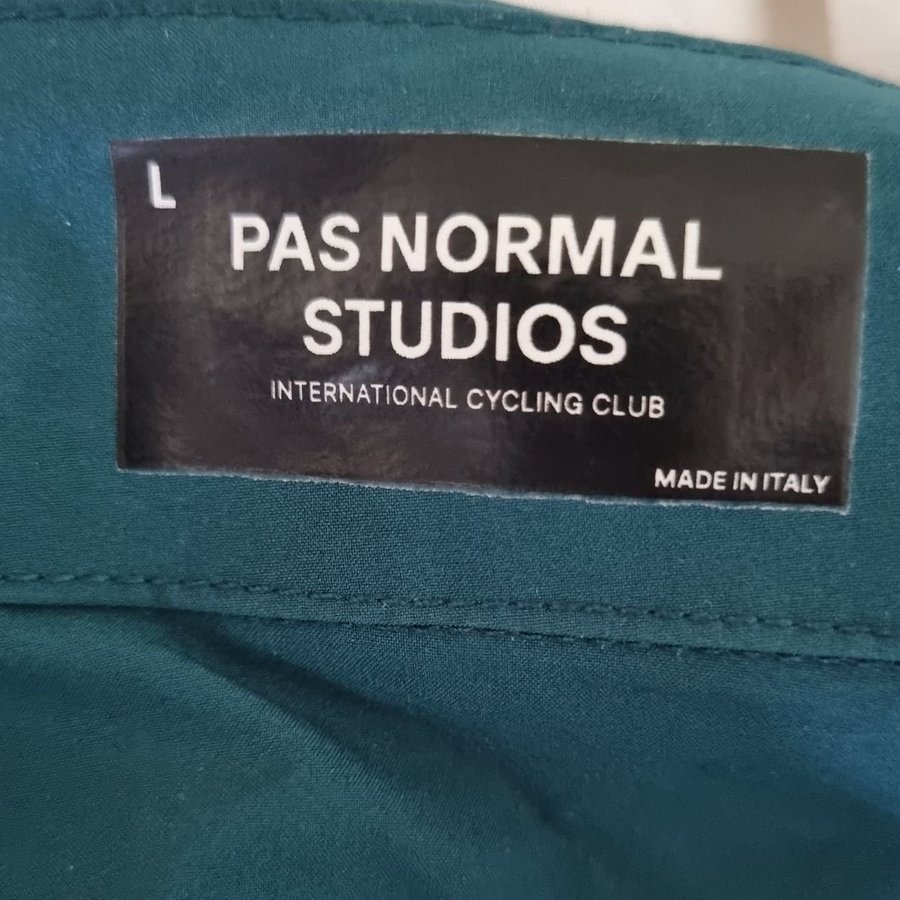 L
PAS NORMAL
STUDIOS
INTERNATIONAL CYCLING CLUB
MADE IN ITALY